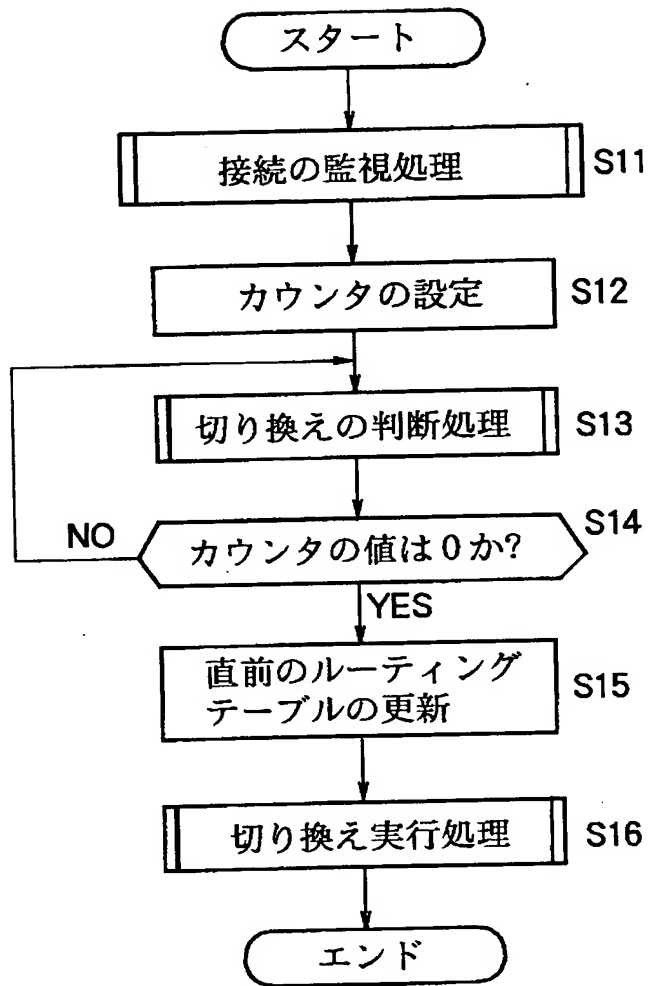 スタート
接続の監視処理
S11
カウンタの設定
S12
切り換えの判断処理
S13
カウンタの値は0か?
S14
NO
YES
直前のルーティング
テーブルの更新
S15
切り換え実行処理
S16
エンド